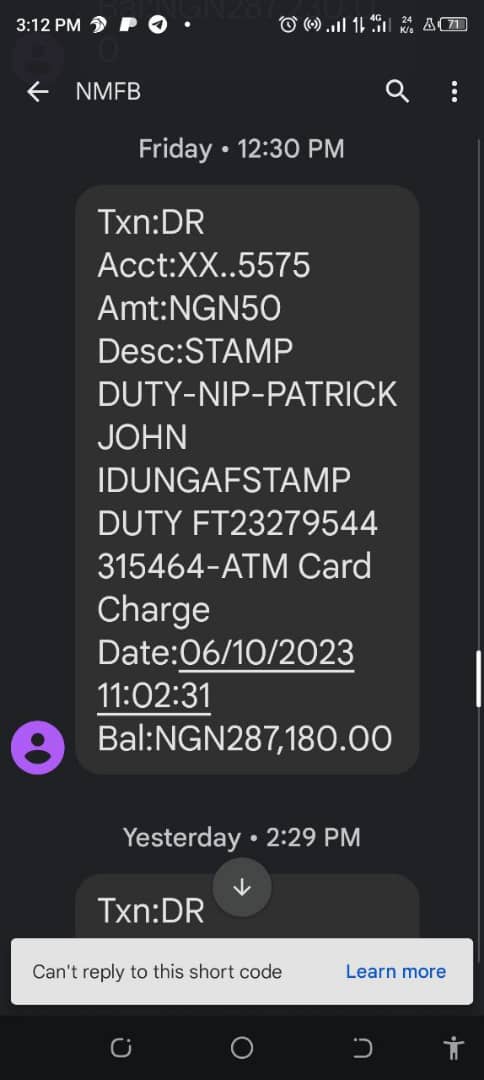 3:12 PM
4G
24
K/s
71
NMFB
Friday • 12:30 PM
Txn:DR
Acct:XX..5575
Amt:NGN50
Desc:STAMP
DUTY-NIP-PATRICK
JOHN
IDUNGAFSTAMP
DUTY FT23279544
315464-ATM Card
Charge
Date:06/10/2023
11:02:31
Bal:NGN287,180.00
Yesterday • 2:29 PM
Txn:DR
Can't reply to this short code
Learn more